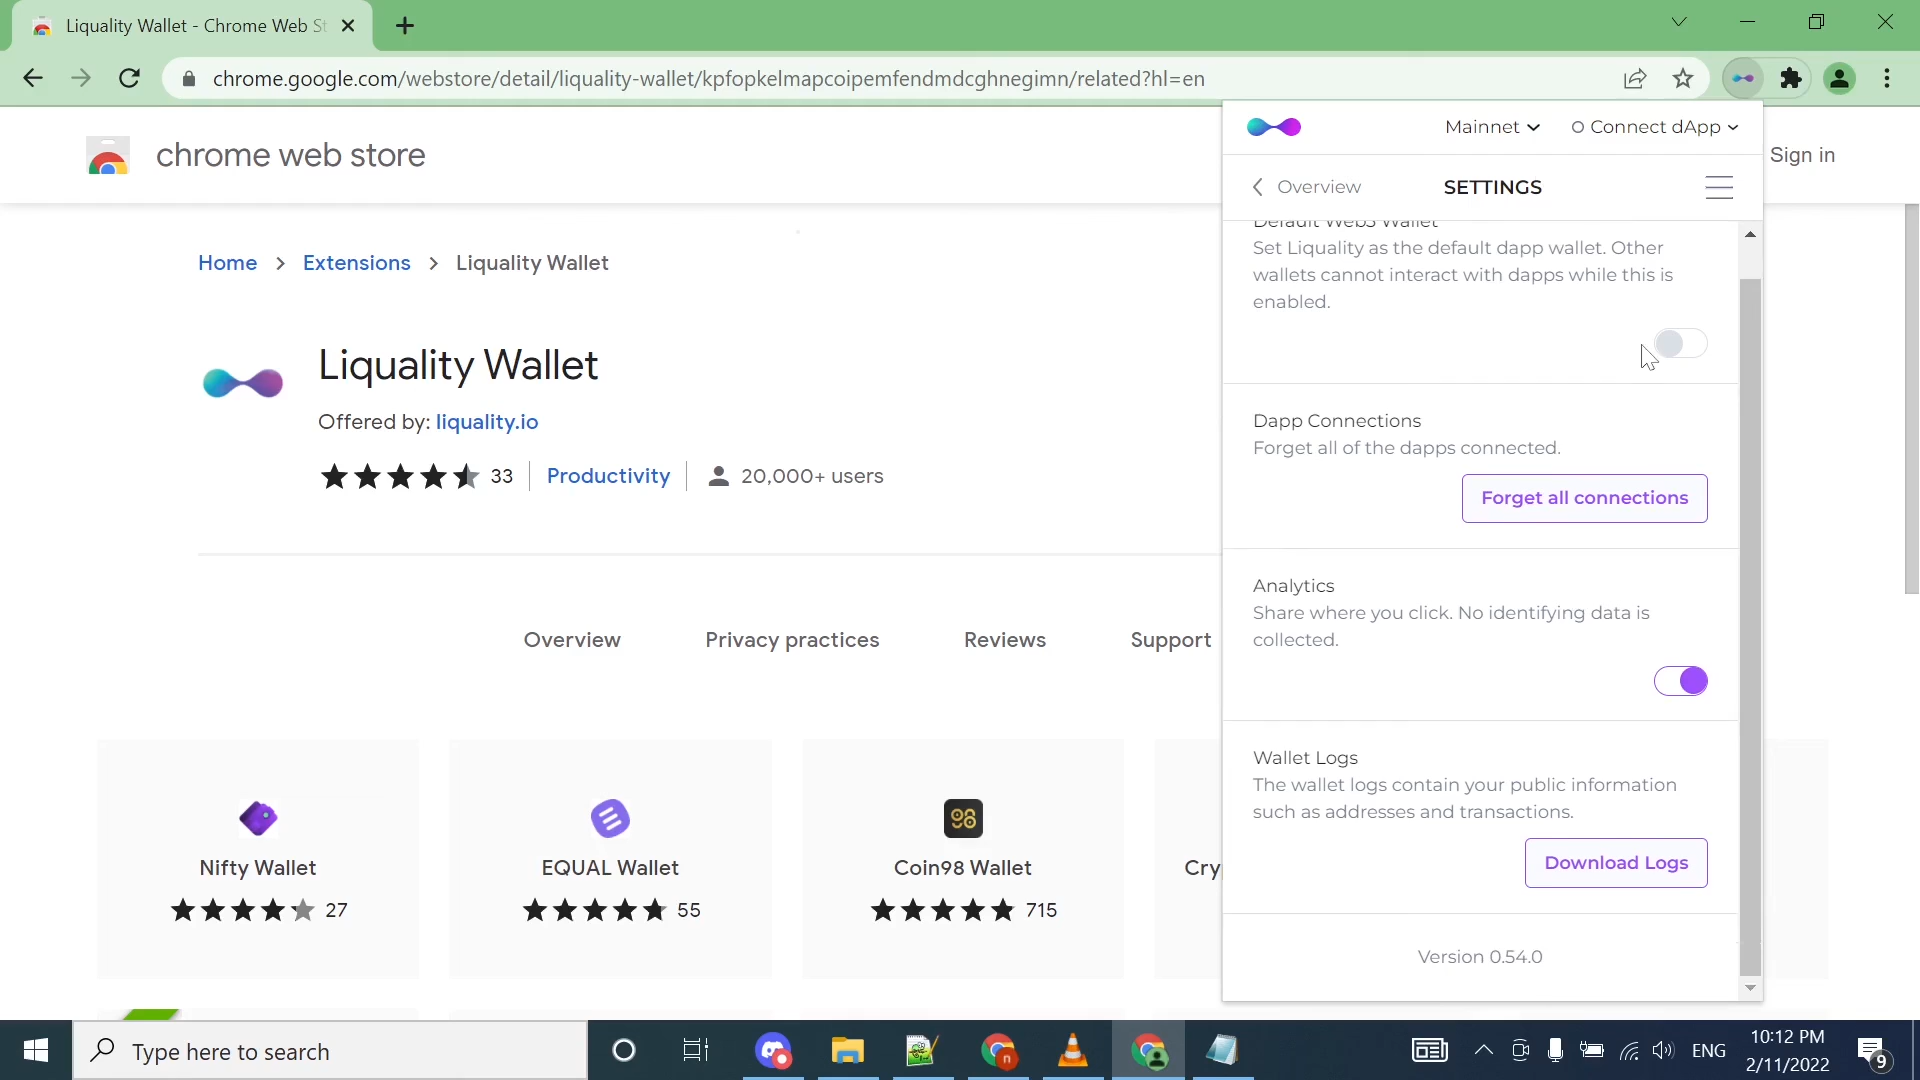 Liquality Wallet - Chrome Web St
chrome.google.com/webstore/detail/liquality-wallet/kpfopkelmapcoipemfendmdcghnegimn/related?hl=en
chrome web store
Sign in
Home > Extensions > Liquality Wallet
Liquality Wallet
Offered by: liquality.io
33 Productivity 20,000+ users
Overview Privacy practices Reviews Support
Nifty Wallet
27
EQUAL Wallet
55
98
Coin98 Wallet
715
Cry
Mainnet Connect dApp
Overview SETTINGS
Default Web3 Wallet
Set Liquality as the default dapp wallet. Other
wallets cannot interact with dapps while this is
enabled.
Dapp Connections
Forget all of the dapps connected.
Forget all connections
Analytics
Share where you click. No identifying data is
collected.
Wallet Logs
The wallet logs contain your public information
such as addresses and transactions.
Download Logs
Version 0.54.0
Type here to search
n
ENG
10:12 PM
2/11/2022
9